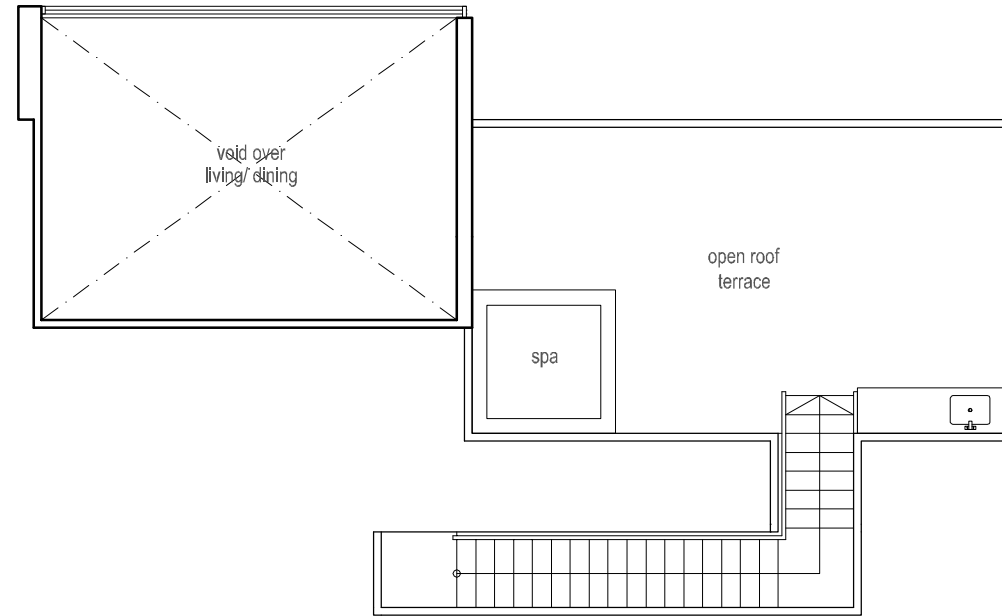 void over
living/ dining
open roof
terrace
spa